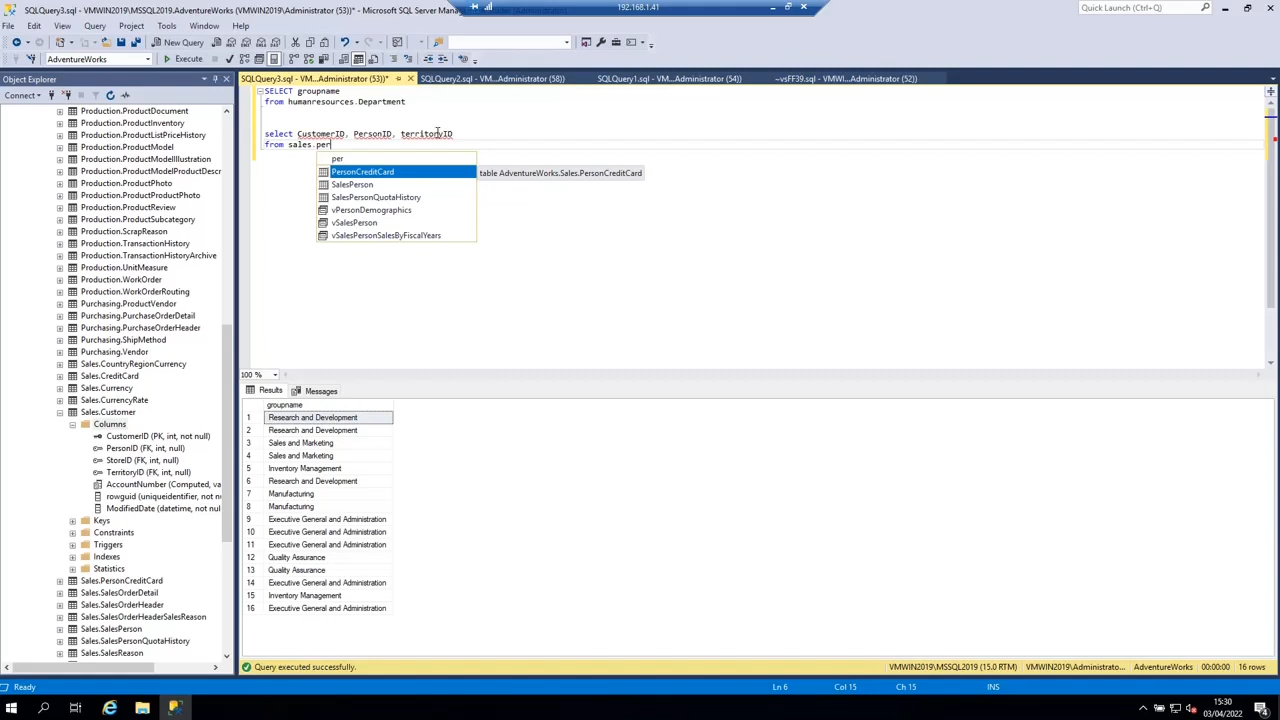 SQLQuery3.sql - VMWIN2019\MSSQL2019.AdventureWorks (VMWIN2019\Administrator (53))* - Microsoft SQL Server Man...
192.168.1.41
Quick Launch (Ctrl+Q)
File Edit View Query Project Tools Window Help
New Query
AdventureWorks
Execute
Object Explorer
SQLQuery3.sql - VM...Administrator (53))*
SQLQuery2.sql - VM...Administrator (58))
SQLQuery1.sql - VM...Administrator (54))
~vsFF39.sql - VMWI...Administrator (52))
Connect
Production.ProductDocument
Production.ProductInventory
Production.ProductListPriceHistory
Production.ProductModel
Production.ProductModelIllustration
Production.ProductModelProductDescr
Production.ProductPhoto
Production.ProductProductPhoto
Production.ProductReview
Production.ProductSubcategory
Production.ScrapReason
Production.TransactionHistory
Production.TransactionHistoryArchive
Production.UnitMeasure
Production.WorkOrder
Production.WorkOrderRouting
Purchasing.ProductVendor
Purchasing.PurchaseOrderDetail
Purchasing.PurchaseOrderHeader
Purchasing.ShipMethod
Purchasing.Vendor
Sales.CountryRegionCurrency
Sales.CreditCard
Sales.Currency
Sales.CurrencyRate
Sales.Customer
Columns
CustomerID (PK, int, not null)
PersonID (FK, int, null)
StoreID (FK, int, null)
TerritoryID (FK, int, null)
AccountNumber (Computed, va
rowguid (uniqueidentifier, not nu
ModifiedDate (datetime, not nul
Keys
Constraints
Triggers
Indexes
Statistics
Sales.PersonCreditCard
Sales.SalesOrderDetail
Sales.SalesOrderHeader
Sales.SalesOrderHeaderSalesReason
Sales.SalesPerson
Sales.SalesPersonQuotaHistory
Sales.SalesReason
SELECT groupname
from humanresources.Department
select CustomerID, PersonID, territoryID
from sales.per
per
PersonCreditCard
table AdventureWorks.Sales.PersonCreditCard
SalesPerson
SalesPersonQuotaHistory
vPersonDemographics
vSalesPerson
vSalesPersonSalesByFiscalYears
100 %
Results Messages
groupname
1 Research and Development
2 Research and Development
3 Sales and Marketing
4 Sales and Marketing
5 Inventory Management
6 Research and Development
7 Manufacturing
8 Manufacturing
9 Executive General and Administration
10 Executive General and Administration
11 Executive General and Administration
12 Quality Assurance
13 Quality Assurance
14 Executive General and Administration
15 Inventory Management
16 Executive General and Administration
Query executed successfully.
VMWIN2019\MSSQL2019 (15.0 RTM) VMWIN2019\Administrato... AdventureWorks 00:00:00 16 rows
Ready
Ln 6 Col 15 Ch 15 INS
15:30
03/04/2022
4